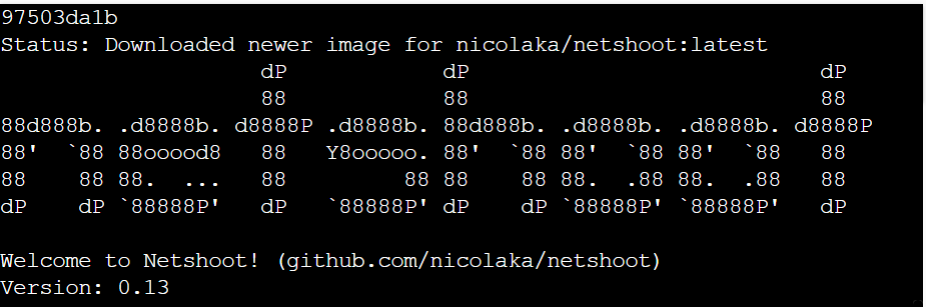 97503da1b
Status: Downloaded newer image for nicolaka/netshoot:latest
                    dP            dP                           dP
                    88            88                           88
88d888b. .d8888b. d8888P .d8888b. 88d888b. .d8888b. .d8888b. d8888P
88'  `88 88ooood8   88   Y8ooooo. 88'  `88 88'  `88 88'  `88   88
88    88 88.  ...   88         88 88    88 88.  .88 88.  .88   88
dP    dP `88888P'   dP   `88888P' dP    dP `88888P' `88888P'   dP
Welcome to Netshoot! (github.com/nicolaka/netshoot)
Version: 0.13